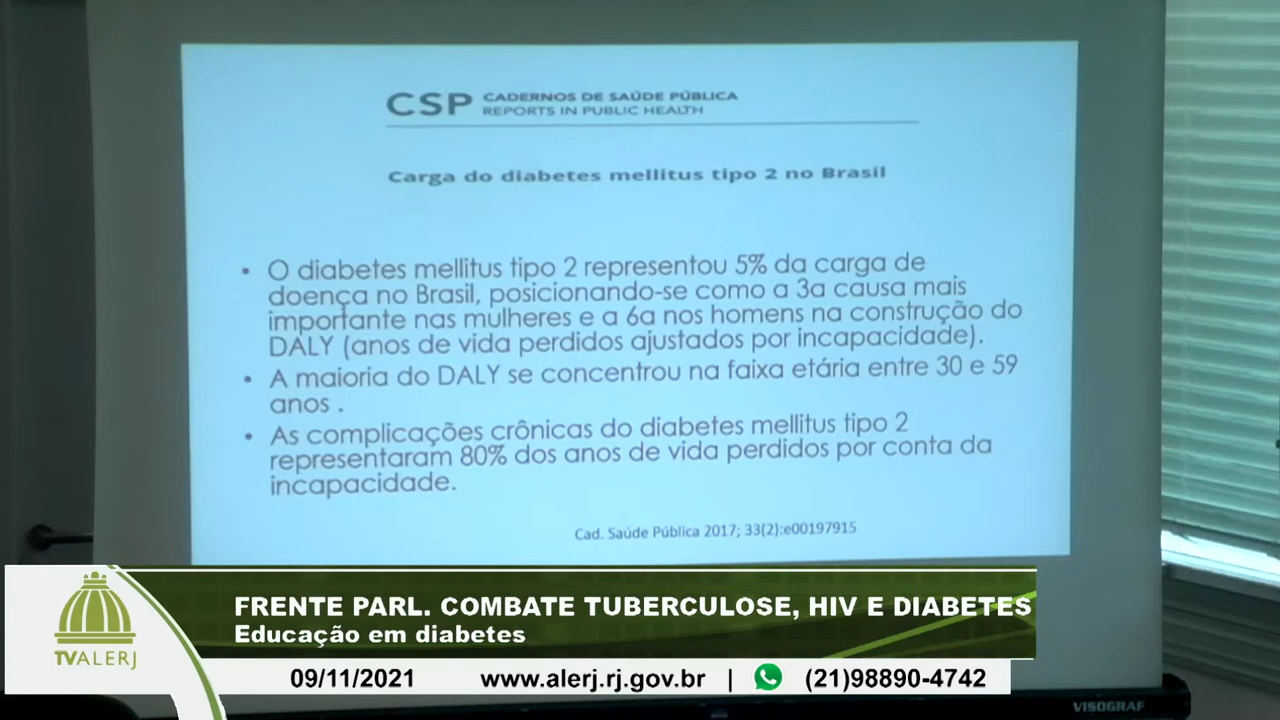 CSP CADERNOS DE SAÚDE PÚBLICA
REPORTS IN PUBLIC HEALTH
Carga do diabetes mellitus tipo 2 no Brasil
• O diabetes mellitus tipo 2 representou 5% da carga de
doença no Brasil, posicionando-se como a 3a causa mais
importante nas mulheres e a 6a nos homens na construção do
DALY (anos de vida perdidos ajustados por incapacidade).
• A maioria do DALY se concentrou na faixa etária entre 30 e 59
anos .
• As complicações crônicas do diabetes mellitus tipo 2
representaram 80% dos anos de vida perdidos por conta da
incapacidade.
Cad. Saúde Pública 2017; 33(2):e00197915
FRENTE PARL. COMBATE TUBERCULOSE, HIV E DIABETES
Educação em diabetes
TVALERJ
09/11/2021 www.alerj.rj.gov.br | (21)98890-4742
VISOGRAF